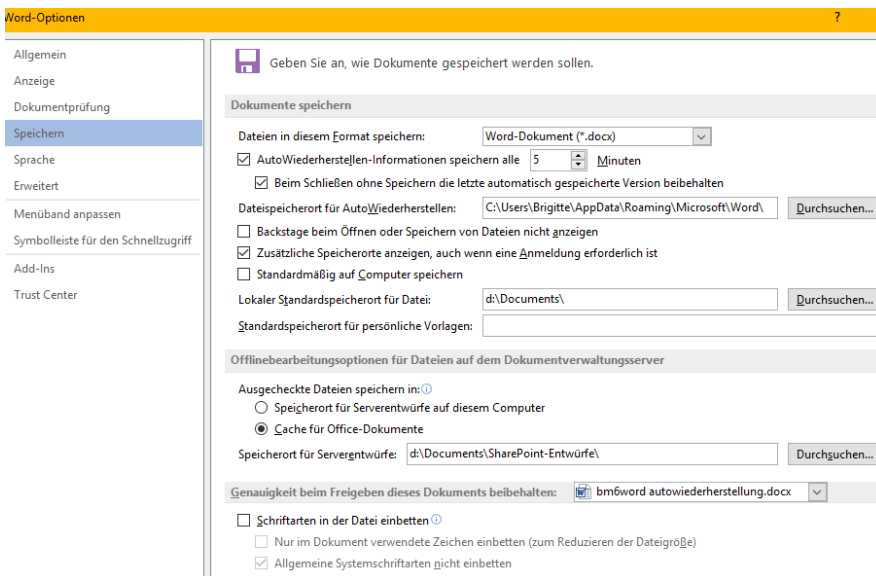 Word-Optionen ?
Allgemein
Anzeige
Dokumentprüfung
Speichern
Sprache
Erweitert
Menüband anpassen
Symbolleiste für den Schnellzugriff
Add-Ins
Trust Center
Geben Sie an, wie Dokumente gespeichert werden sollen.
Dokumente speichern
Dateien in diesem Format speichern: Word-Dokument (*.docx)
AutoWiederherstellen-Informationen speichern alle 5 Minuten
Beim Schließen ohne Speichern die letzte automatisch gespeicherte Version beibehalten
Dateispeicherort für AutoWiederherstellen: C:\Users\Brigitte\AppData\Roaming\Microsoft\Word\ Durchsuchen...
Backstage beim Öffnen oder Speichern von Dateien nicht anzeigen
Zusätzliche Speicherorte anzeigen, auch wenn eine Anmeldung erforderlich ist
Standardmäßig auf Computer speichern
Lokaler Standardspeicherort für Datei: d:\Documents\ Durchsuchen...
Standardspeicherort für persönliche Vorlagen:
Offlinebearbeitungsoptionen für Dateien auf dem Dokumentverwaltungsserver
Ausgecheckte Dateien speichern in:
Speicherort für Serverentwürfe auf diesem Computer
Cache für Office-Dokumente
Speicherort für Serverentwürfe: d:\Documents\SharePoint-Entwürfe\ Durchsuchen...
Genauigkeit beim Freigeben dieses Dokuments beibehalten: bm6word autowiederherstellung.docx
Schriftarten in der Datei einbetten
Nur im Dokument verwendete Zeichen einbetten (zum Reduzieren der Dateigröße)
Allgemeine Systemschriftarten nicht einbetten